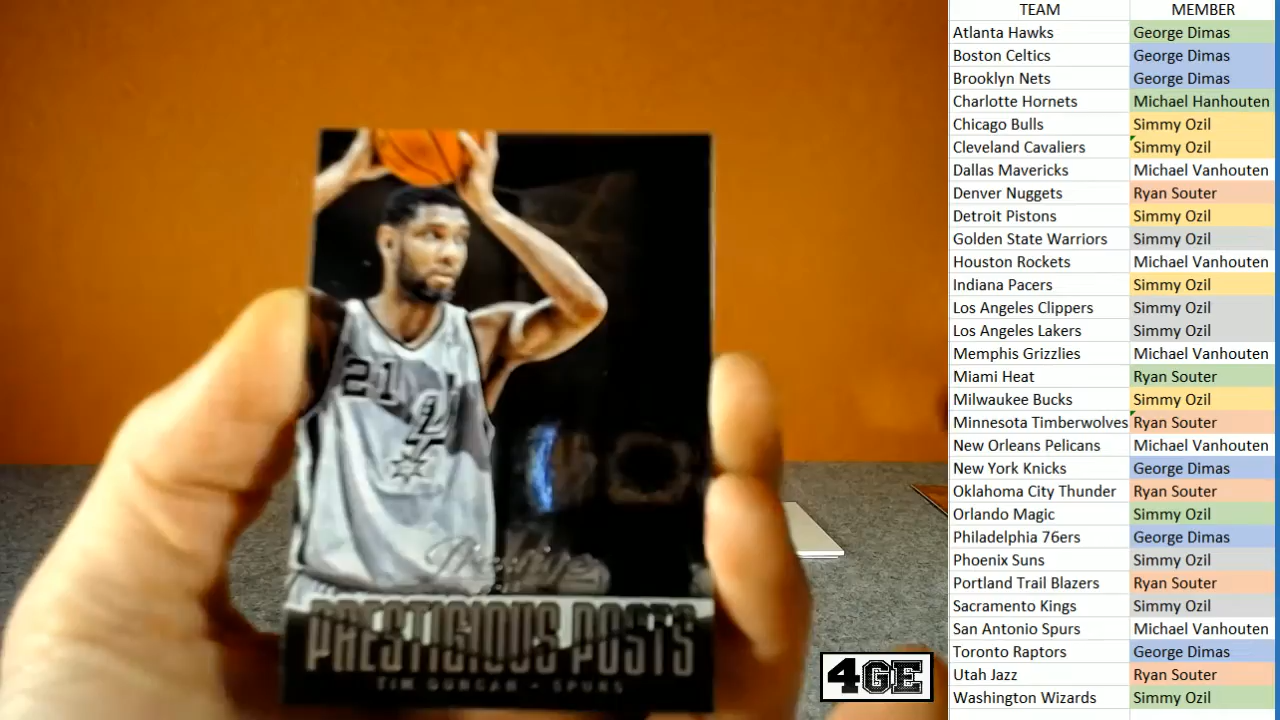 21
Prestige
PRESTIGIOUS POSTS
TIM DUNCAN - SPURS
4GE
TEAM MEMBER
Atlanta Hawks George Dimas
Boston Celtics George Dimas
Brooklyn Nets George Dimas
Charlotte Hornets Michael Hanhouten
Chicago Bulls Simmy Ozil
Cleveland Cavaliers Simmy Ozil
Dallas Mavericks Michael Vanhouten
Denver Nuggets Ryan Souter
Detroit Pistons Simmy Ozil
Golden State Warriors Simmy Ozil
Houston Rockets Michael Vanhouten
Indiana Pacers Simmy Ozil
Los Angeles Clippers Simmy Ozil
Los Angeles Lakers Simmy Ozil
Memphis Grizzlies Michael Vanhouten
Miami Heat Ryan Souter
Milwaukee Bucks Simmy Ozil
Minnesota Timberwolves Ryan Souter
New Orleans Pelicans Michael Vanhouten
New York Knicks George Dimas
Oklahoma City Thunder Ryan Souter
Orlando Magic Simmy Ozil
Philadelphia 76ers George Dimas
Phoenix Suns Simmy Ozil
Portland Trail Blazers Ryan Souter
Sacramento Kings Simmy Ozil
San Antonio Spurs Michael Vanhouten
Toronto Raptors George Dimas
Utah Jazz Ryan Souter
Washington Wizards Simmy Ozil